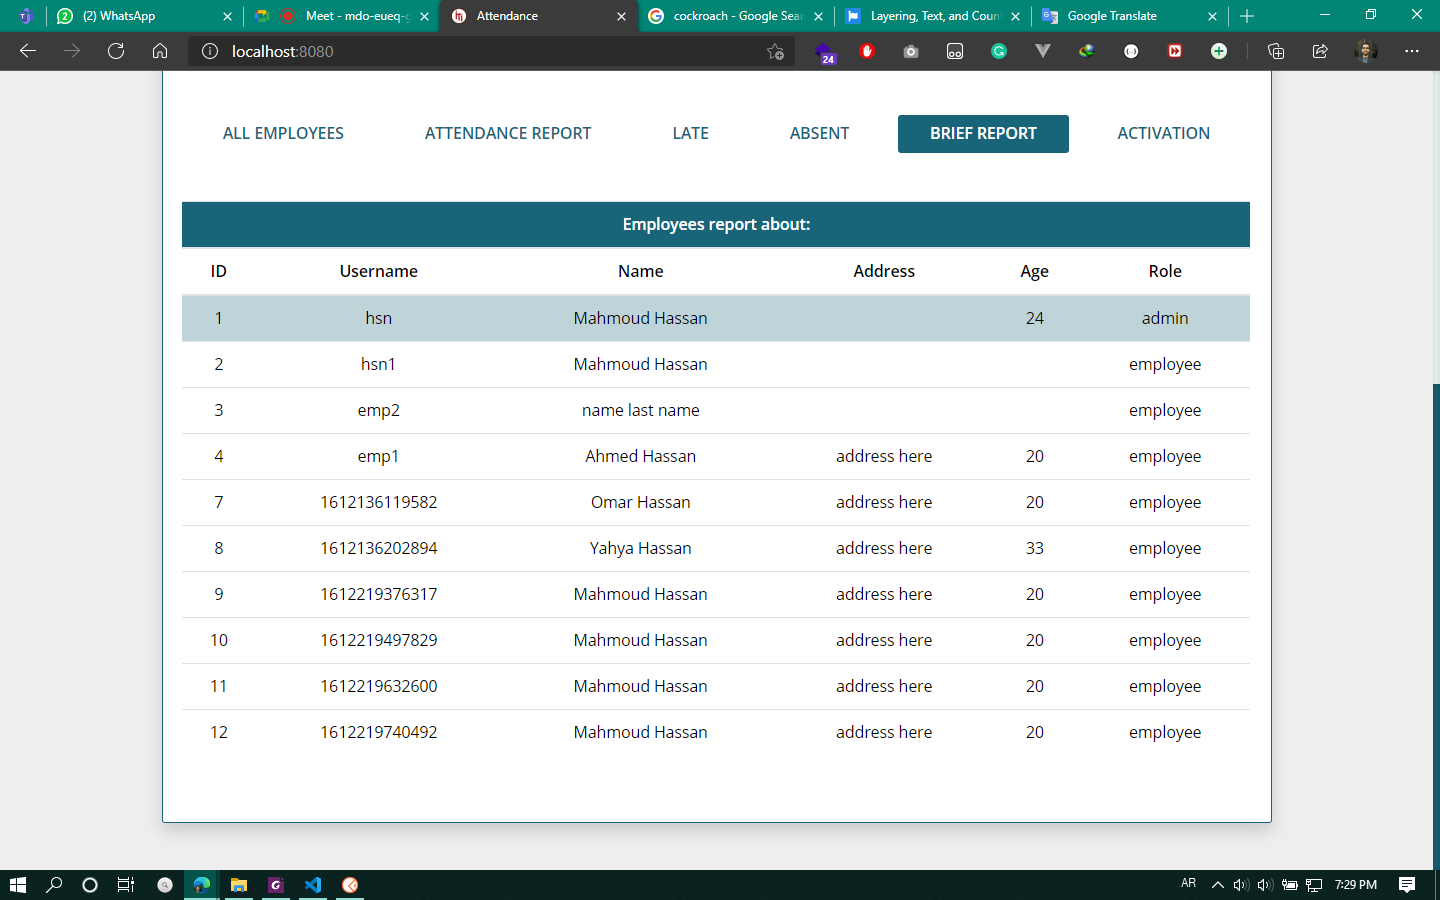 (2) WhatsApp
Meet - mdo-eueq-g
Attendance
cockroach - Google Sear
Layering, Text, and Coun
Google Translate
localhost:8080
24
ALL EMPLOYEES ATTENDANCE REPORT LATE ABSENT BRIEF REPORT ACTIVATION
Employees report about:
ID Username Name Address Age Role
1 hsn Mahmoud Hassan 24 admin
2 hsn1 Mahmoud Hassan employee
3 emp2 name last name employee
4 emp1 Ahmed Hassan address here 20 employee
7 1612136119582 Omar Hassan address here 20 employee
8 1612136202894 Yahya Hassan address here 33 employee
9 1612219376317 Mahmoud Hassan address here 20 employee
10 1612219497829 Mahmoud Hassan address here 20 employee
11 1612219632600 Mahmoud Hassan address here 20 employee
12 1612219740492 Mahmoud Hassan address here 20 employee
AR 7:29 PM